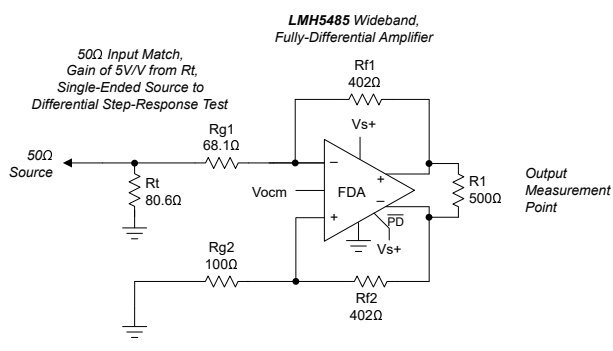 LMH5485 Wideband,
Fully-Differential Amplifier
50Ω Input Match,
Gain of 5V/V from Rt,
Single-Ended Source to
Differential Step-Response Test
Rf1
402Ω
Rg1
68.1Ω
Vs+
50Ω
Source
Rt
80.6Ω
−
+
Vocm
FDA
−
+
PD
Vs+
R1
500Ω
Output
Measurement
Point
Rg2
100Ω
Rf2
402Ω